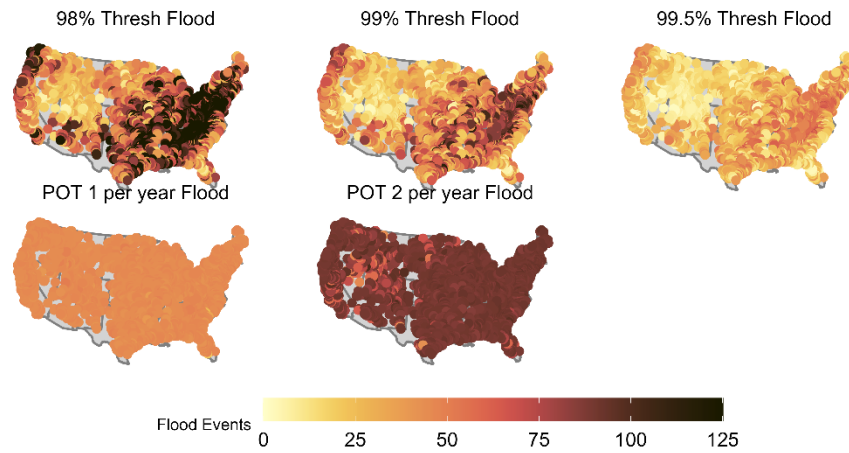 98% Thresh Flood
99% Thresh Flood
99.5% Thresh Flood
POT 1 per year Flood
POT 2 per year Flood
Flood Events
0 25 50 75 100 125